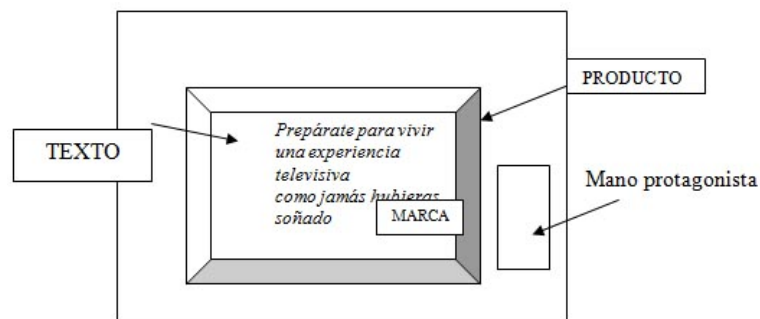 PRODUCTO
TEXTO
Prepárate para vivir
una experiencia
televisiva
como jamás hubieras
soñado
MARCA
Mano protagonista